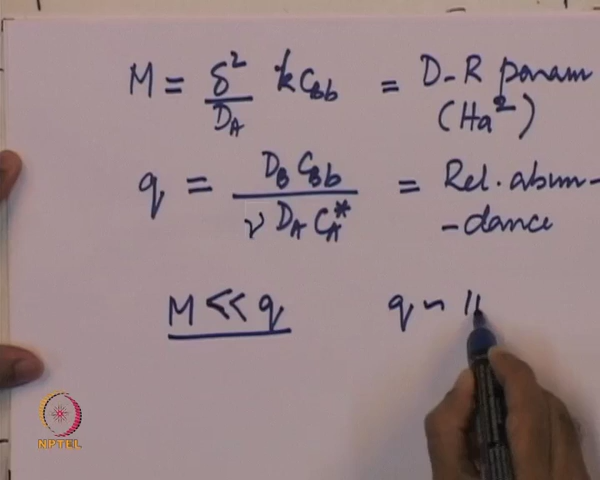 M = δ²/D_A k C_Bb = D-R param
(Ha²)
q = D_B C_Bb / ν D_A C_A* = Rel. abun-
-dance
M << q q ~
NPTEL